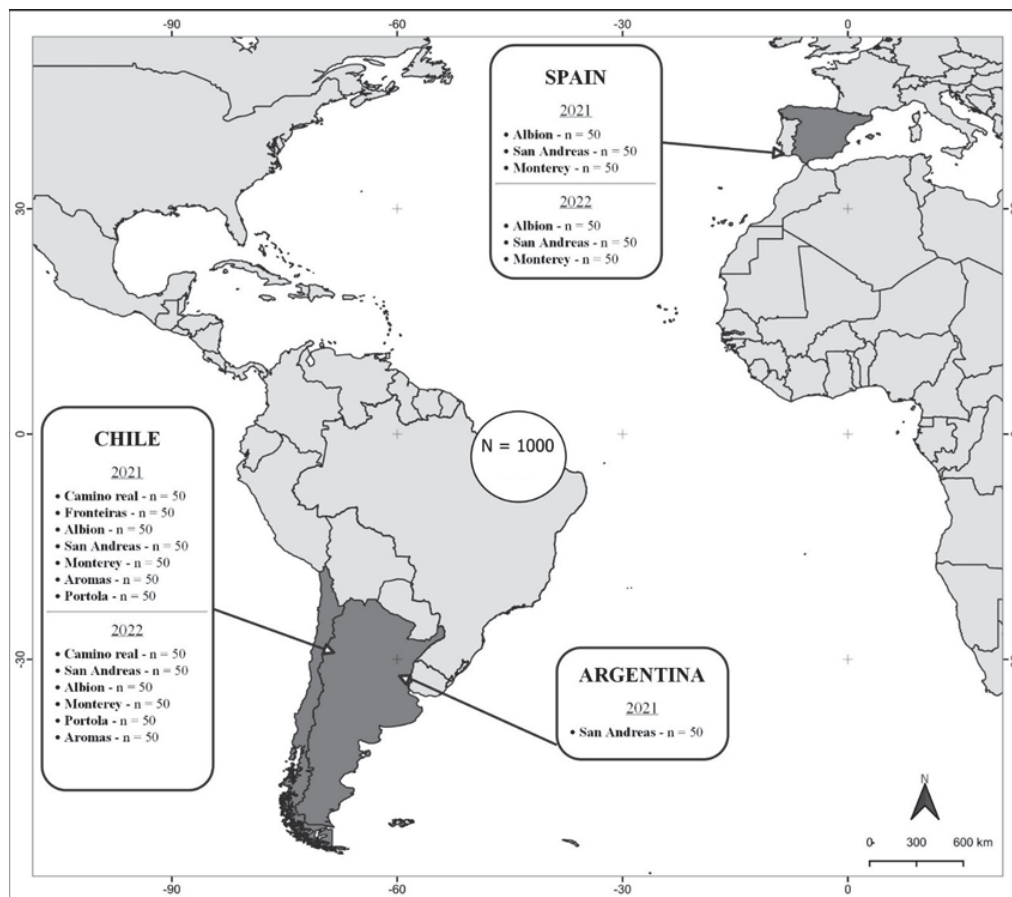 -90
-60
-30
0
SPAIN
2021
• Albion - n = 50
• San Andreas - n = 50
• Monterey - n = 50
2022
• Albion - n = 50
• San Andreas - n = 50
• Monterey - n = 50
30
0
30
CHILE
2021
• Camino real - n = 50
• Fronteiras - n = 50
• Albion - n = 50
• San Andreas - n = 50
• Monterey - n = 50
• Aromas - n = 50
• Portola - n = 50
2022
• Camino real - n = 50
• San Andreas - n = 50
• Albion - n = 50
• Monterey - n = 50
• Portola - n = 50
• Aromas - n = 50
N = 1000
ARGENTINA
2021
• San Andreas - n = 50
N
0 300 600 km
-90
-60
-30
0